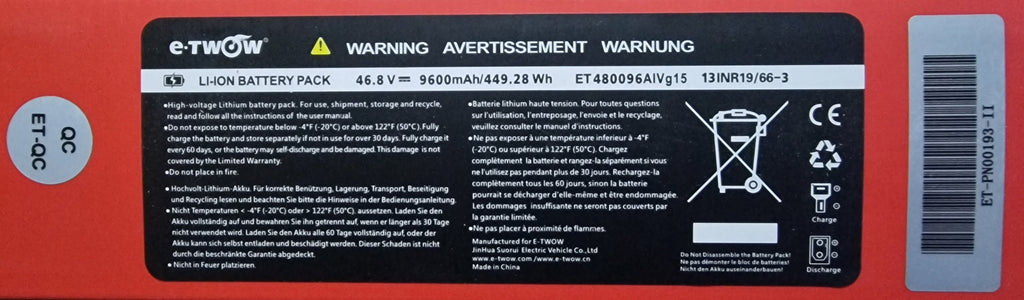 QC
ET-QC
e-TWOW®
WARNING AVERTISSEMENT WARNUNG
LI-ION BATTERY PACK 46.8V⎓ 9600mAh/449.28 Wh ET480096AIVg15 13INR19/66-3
•High-voltage Lithium battery pack. For use, shipment, storage and recycle,
read and follow all the instructions of the user manual.
•Do not expose to temperature below -4°F (-20°C) or above 122°F (50°C). Fully
charge the battery and store separately if not in use for over 30 days. Fully charge it
every 60 days, or the battery may self-discharge and be damaged. This damage is not
covered by the Limited Warranty.
•Do not place in fire.
• Hochvolt-Lithium-Akku. Für korrekte Benützung, Lagerung, Transport, Beseitigung
und Recycling lesen und beachten Sie bitte die Hinweise in der Bedienungsanleitung.
• Nicht Temperaturen < -4°F (-20°C) oder > 122°F (50°C). aussetzen. Laden Sie den
Akku vollständig auf und bewahren Sie ihn getrennt auf, wenn er länger als 30 Tage
nicht verwendet wird. Laden Sie den Akku alle 60 Tage vollständig auf, oder der
Akku kann sich selbst entladen und beschädigt werden. Dieser Schaden ist nicht
durch die beschränkte Garantie abgedeckt.
• Nicht in Feuer platzieren.
•Batterie lithium haute tension. Pour toutes questions
sur l'utilisation, l'entreposage, l'envoie et le recyclage,
veuillez consulter le manuel d'instructions.
•Ne pas exposer à une température inférieure à -4°F
(-20°C) ou supérieur à 122°F (50°C). Chargez
complètement la batterie et rangez-la séparément si vous
ne l'utilisez pas pendant plus de 30 jours. Rechargez-la
complètement tous les 60 jours, sinon la batterie
pourrait se décharger d'elle-même et être endommagée.
Les dommages insuffisante ne seront pas couverts par
la garantie limitée.
•Ne pas placer à proximité de flammes.
Manufactured for E-TWOW
JinHua Suorui Electric Vehicle Co.,Ltd
www.e-twow.com /www.e-twow.cn
Made in China
Do Not Disassemble the Battery Pack!
Ne pas démonter le bloc de batteries!
Nicht den Akku auseinanderbauen!
CE
Charge
Discharge
ET-PN00193-II